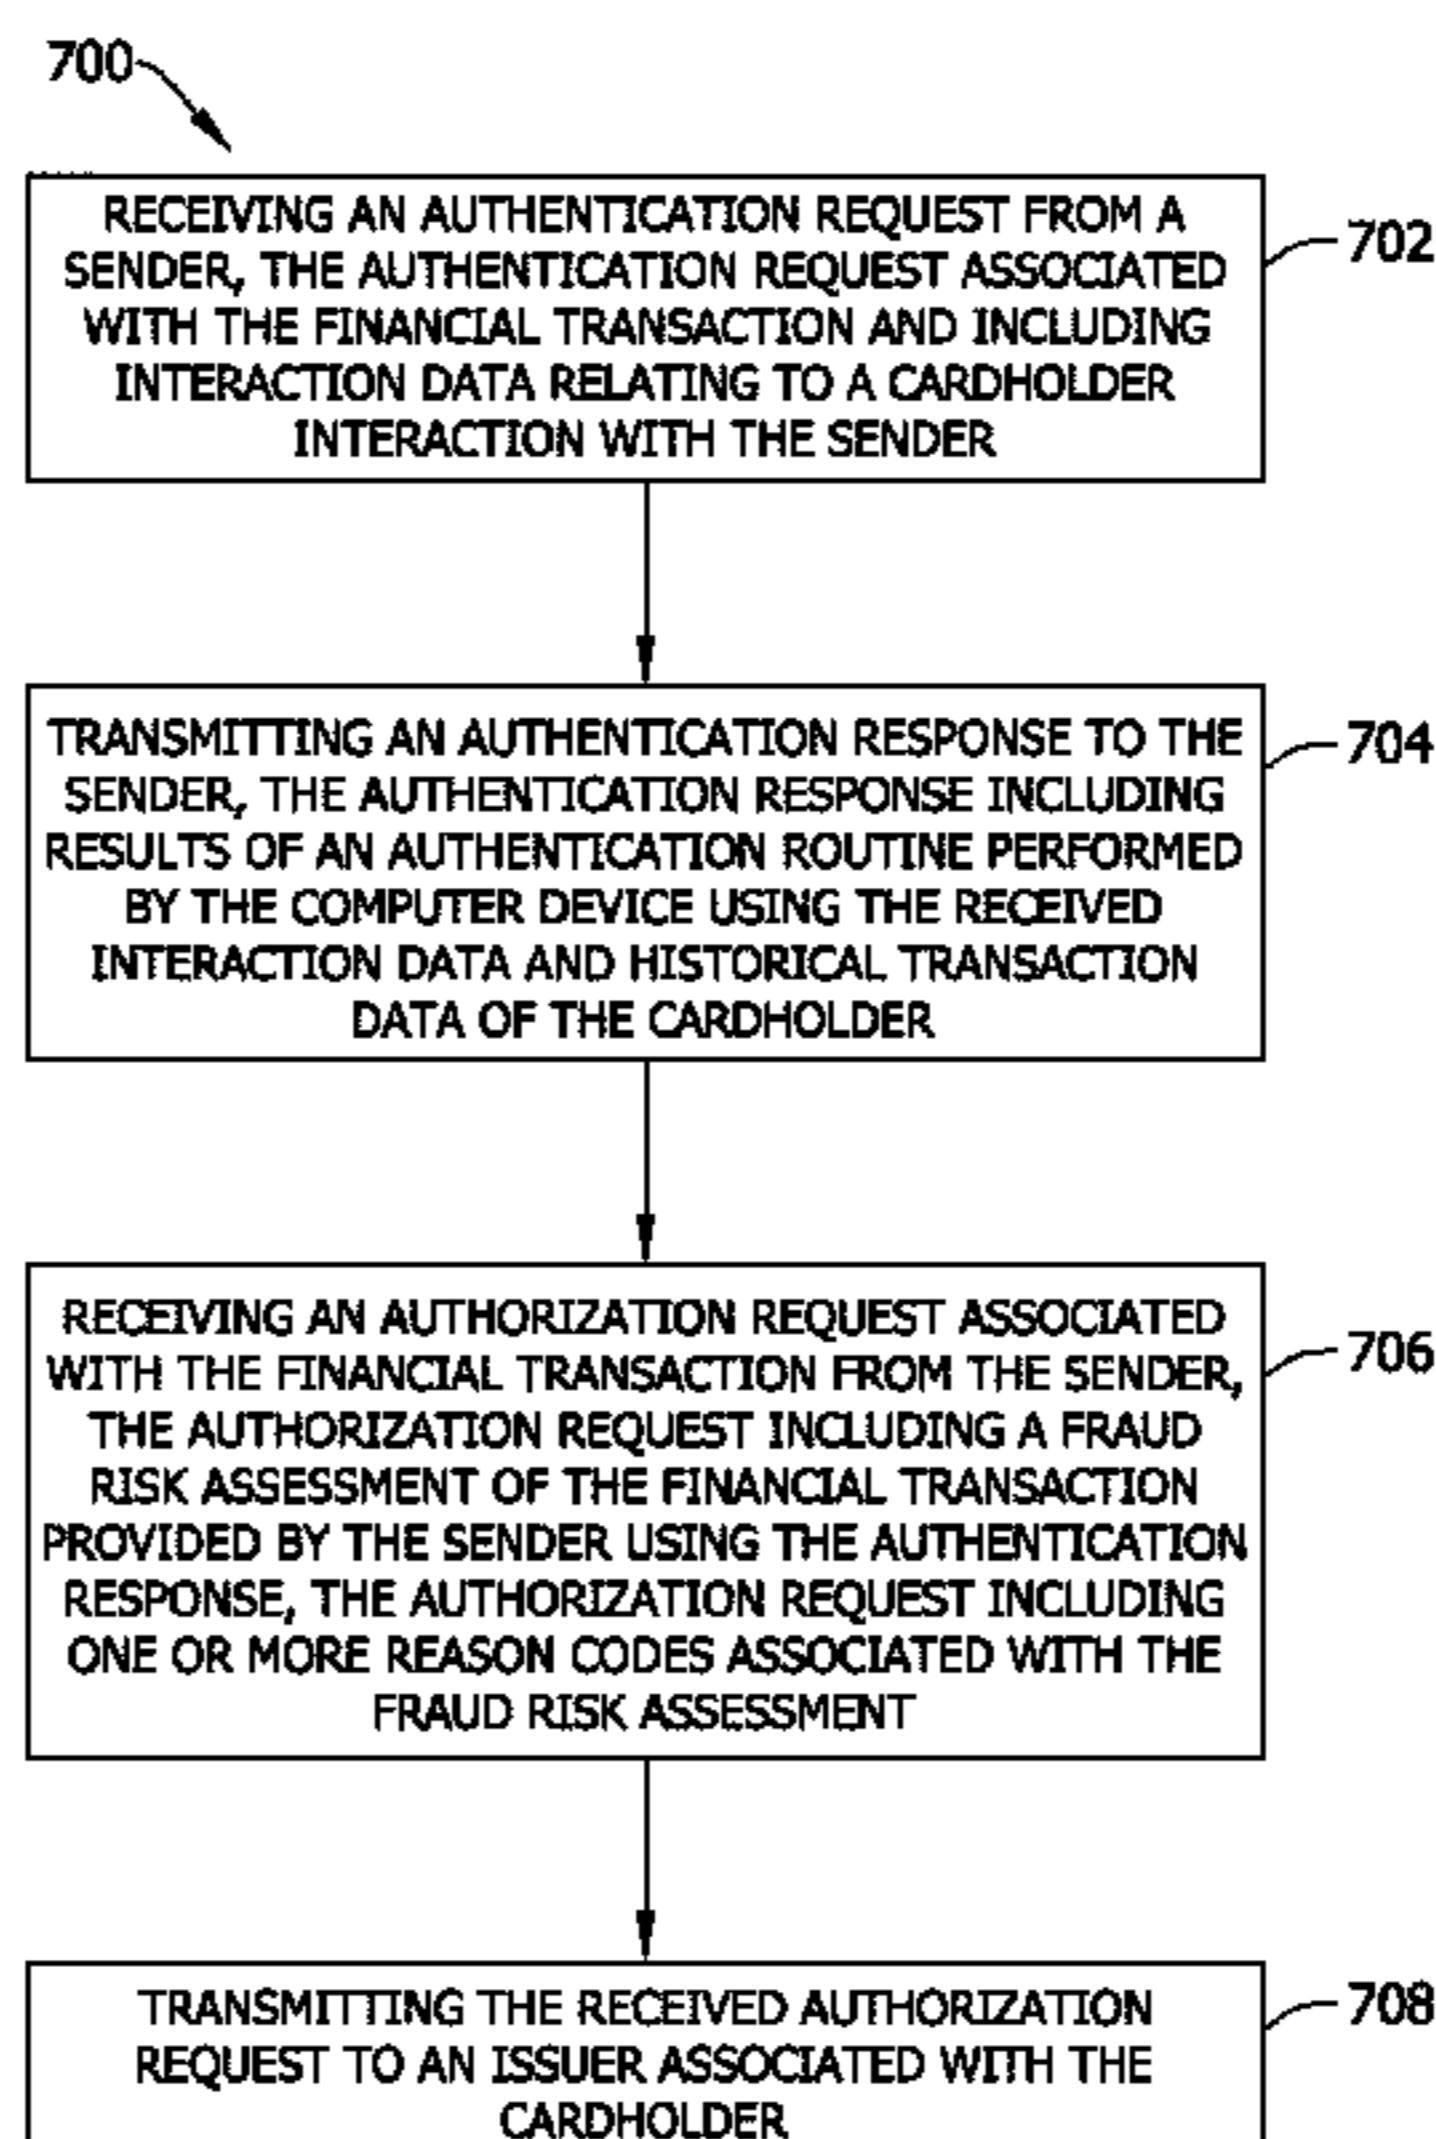 700
RECEIVING AN AUTHENTICATION REQUEST FROM A
SENDER, THE AUTHENTICATION REQUEST ASSOCIATED
WITH THE FINANCIAL TRANSACTION AND INCLUDING
INTERACTION DATA RELATING TO A CARDHOLDER
INTERACTION WITH THE SENDER
702
TRANSMITTING AN AUTHENTICATION RESPONSE TO THE
SENDER, THE AUTHENTICATION RESPONSE INCLUDING
RESULTS OF AN AUTHENTICATION ROUTINE PERFORMED
BY THE COMPUTER DEVICE USING THE RECEIVED
INTERACTION DATA AND HISTORICAL TRANSACTION
DATA OF THE CARDHOLDER
704
RECEIVING AN AUTHORIZATION REQUEST ASSOCIATED
WITH THE FINANCIAL TRANSACTION FROM THE SENDER,
THE AUTHORIZATION REQUEST INCLUDING A FRAUD
RISK ASSESSMENT OF THE FINANCIAL TRANSACTION
PROVIDED BY THE SENDER USING THE AUTHENTICATION
RESPONSE, THE AUTHORIZATION REQUEST INCLUDING
ONE OR MORE REASON CODES ASSOCIATED WITH THE
FRAUD RISK ASSESSMENT
706
TRANSMITTING THE RECEIVED AUTHORIZATION
REQUEST TO AN ISSUER ASSOCIATED WITH THE
CARDHOLDER
708